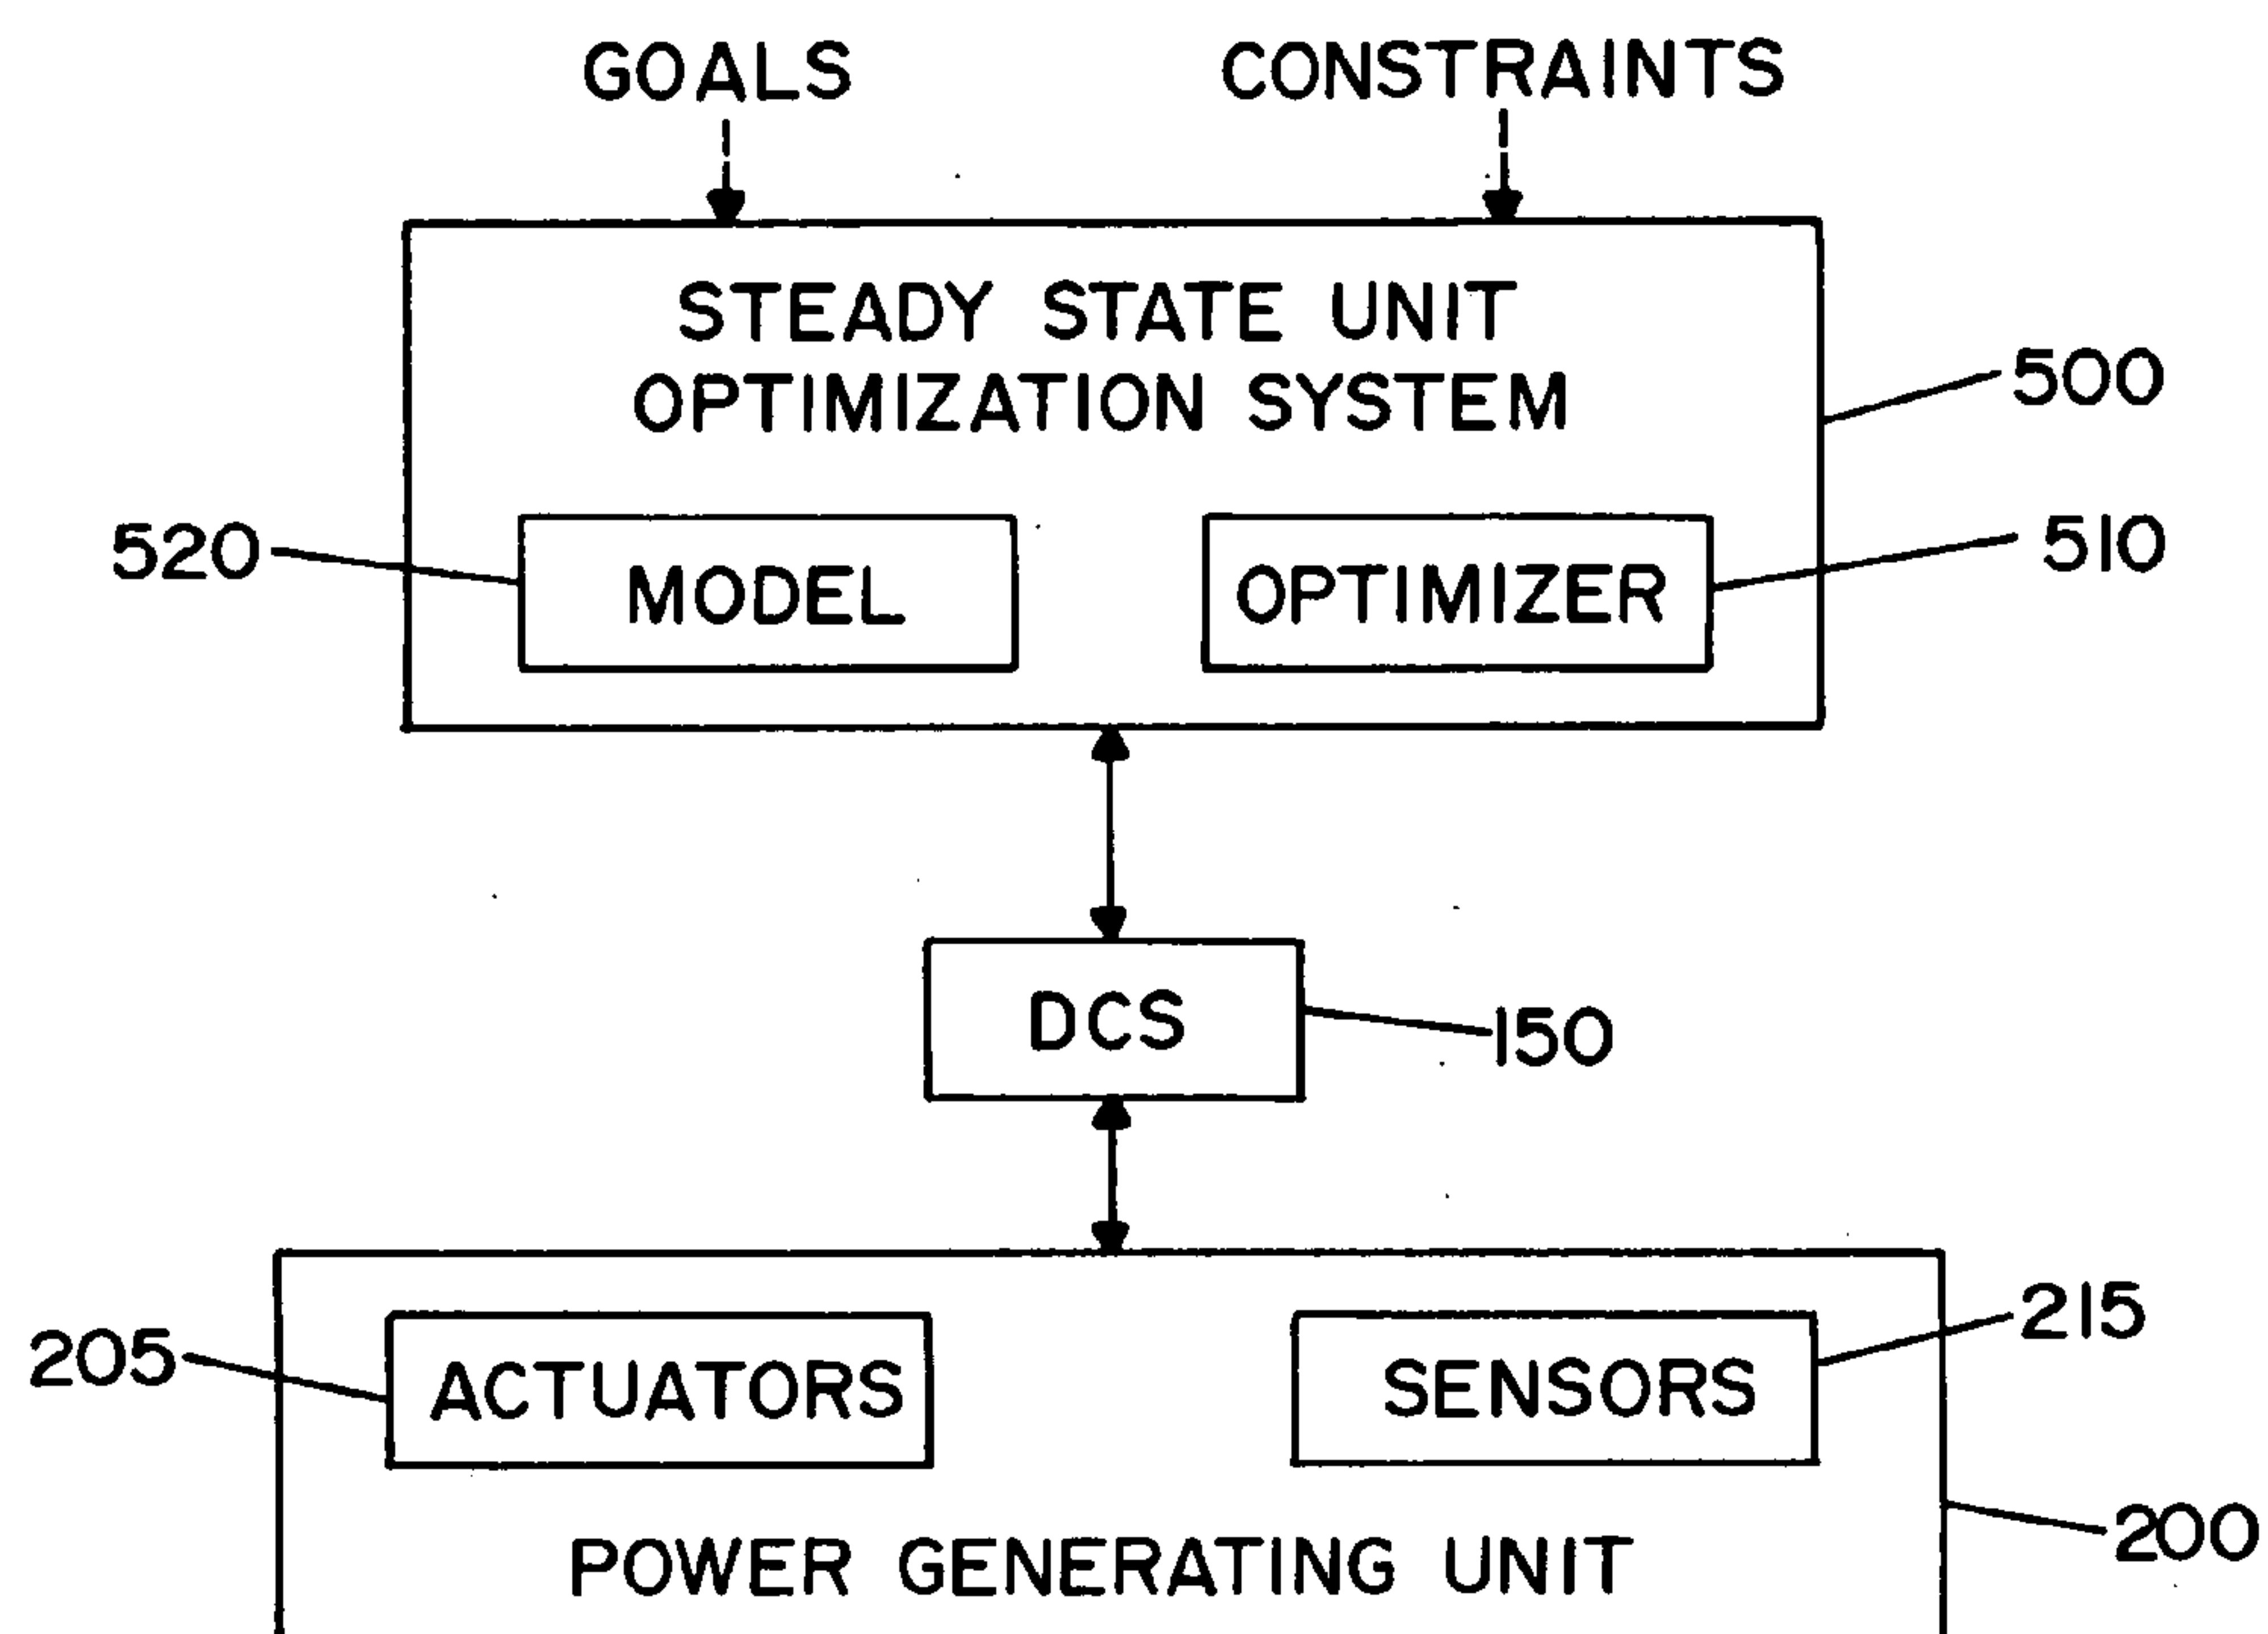 GOALS
CONSTRAINTS
STEADY STATE UNIT
OPTIMIZATION SYSTEM
500
520
MODEL
OPTIMIZER
510
DCS
150
205
ACTUATORS
SENSORS
215
POWER GENERATING UNIT
200